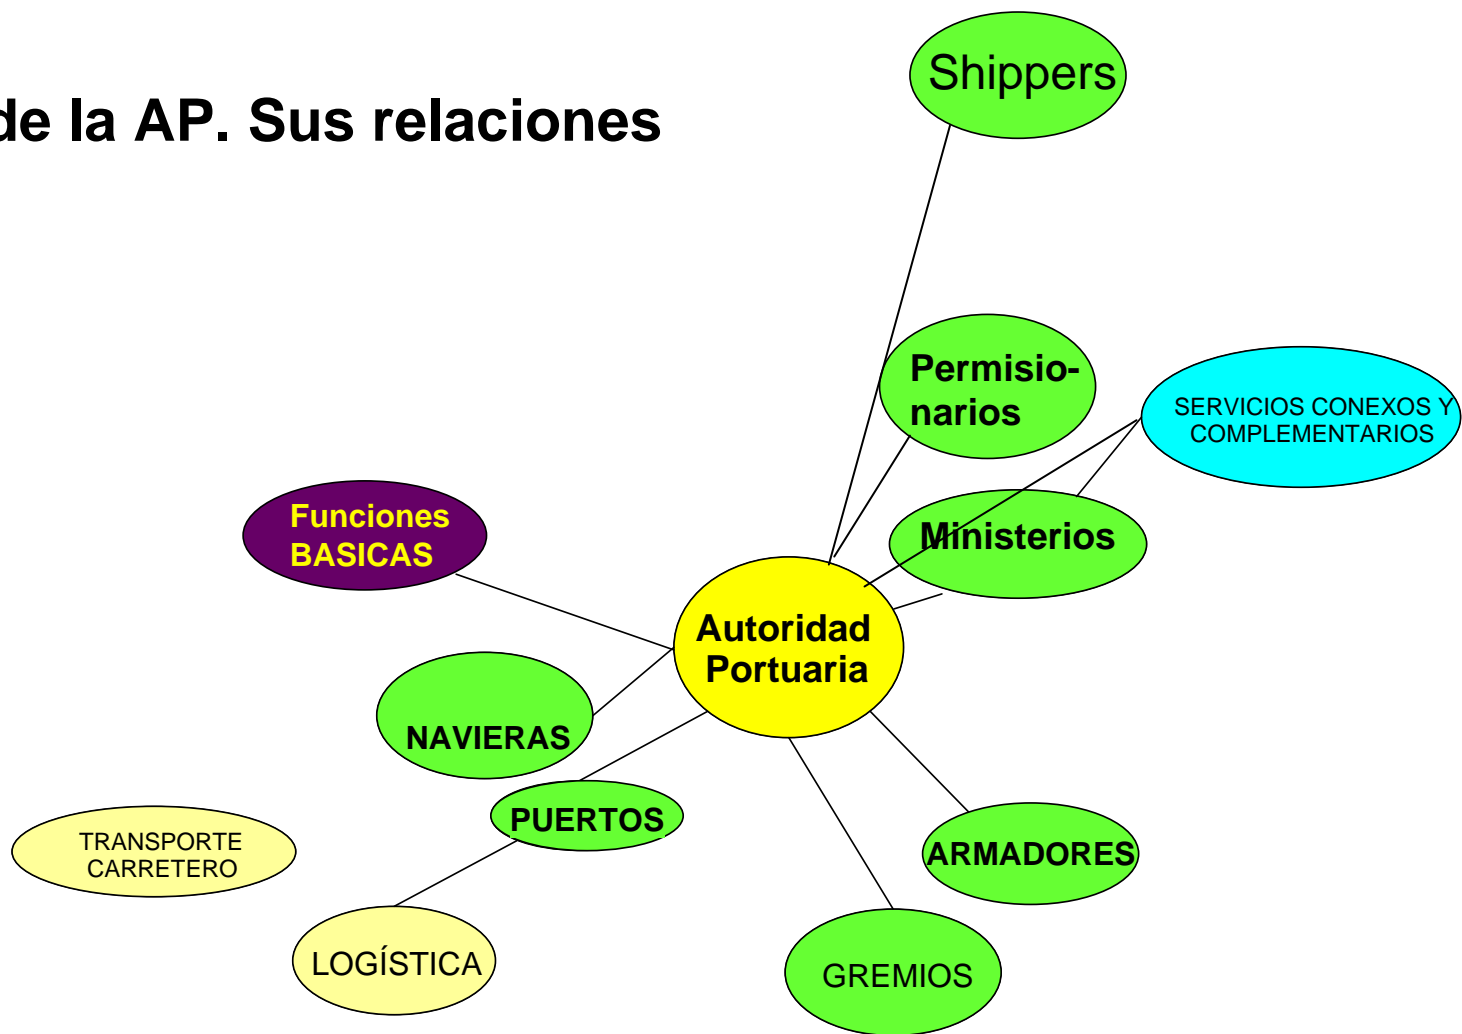 de la AP. Sus relaciones
Shippers
Permisio-
narios
SERVICIOS CONEXOS Y
COMPLEMENTARIOS
Funciones
BASICAS
Ministerios
Autoridad
Portuaria
NAVIERAS
PUERTOS
TRANSPORTE
CARRETERO
ARMADORES
LOGÍSTICA
GREMIOS